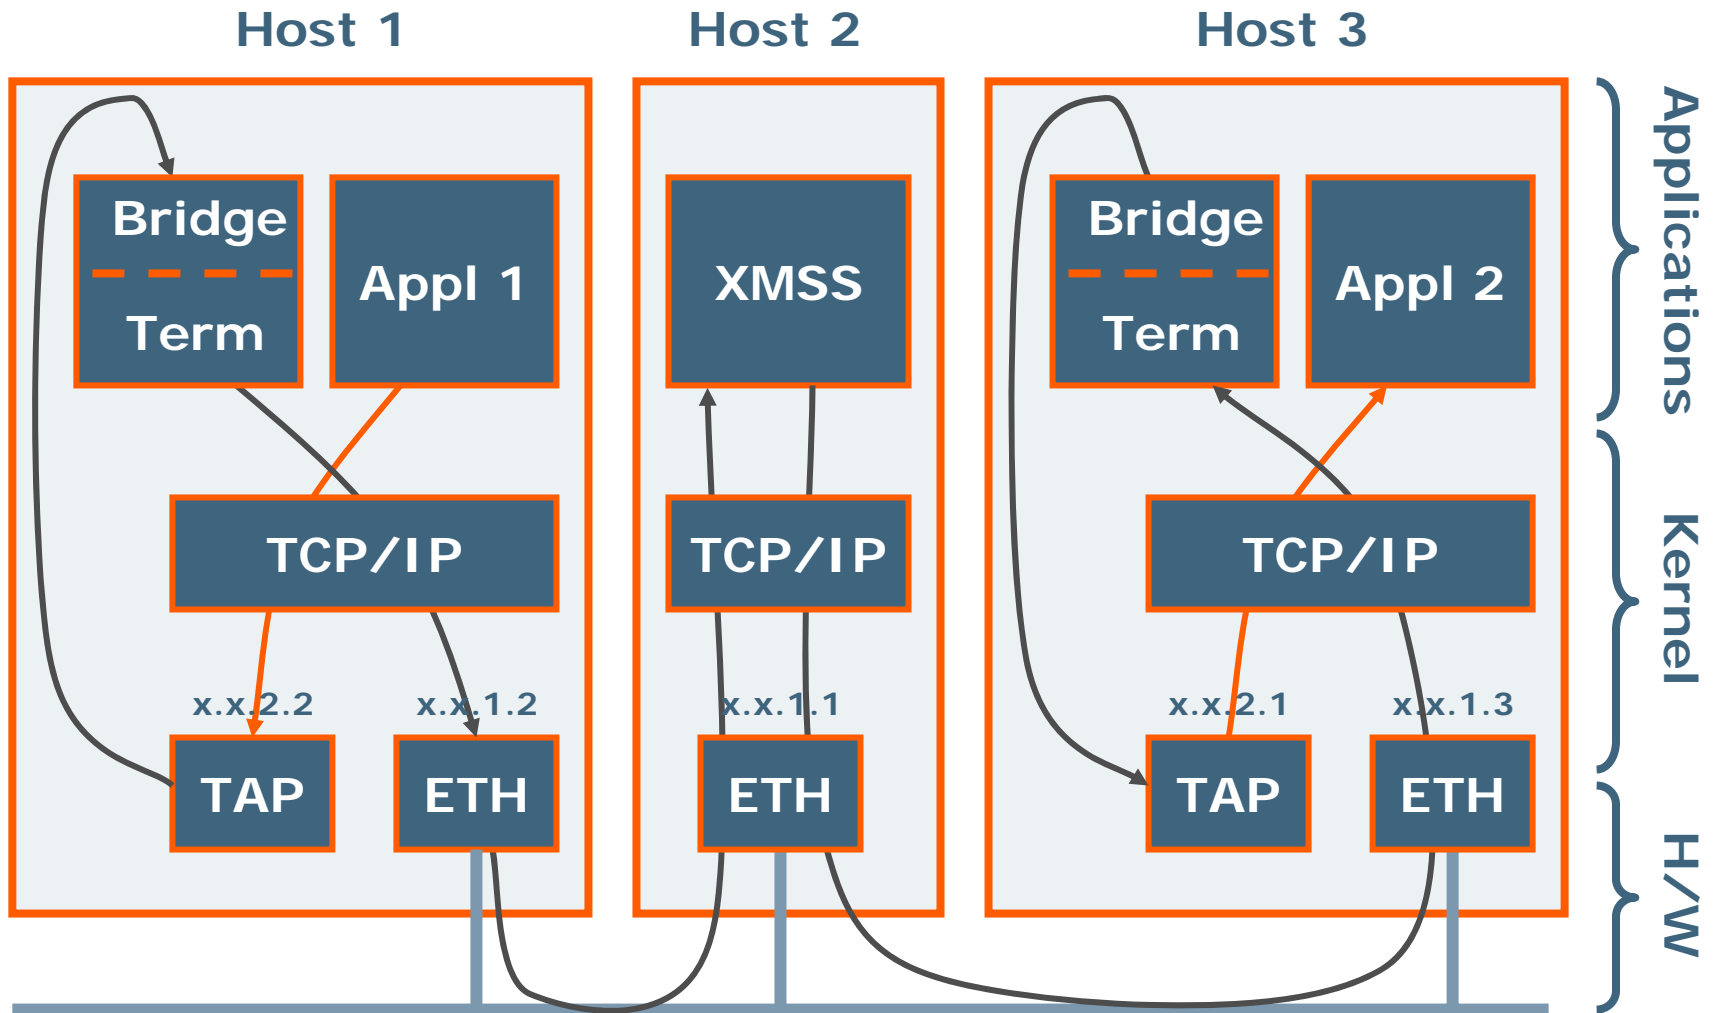 Host 1
Host 2
Host 3
Bridge
Term
Appl 1
XMSS
Bridge
Term
Appl 2
TCP/IP
TCP/IP
TCP/IP
x.x.2.2
x.x.1.2
x.x.1.1
x.x.2.1
x.x.1.3
TAP
ETH
ETH
TAP
ETH
Applications
Kernel
H/W